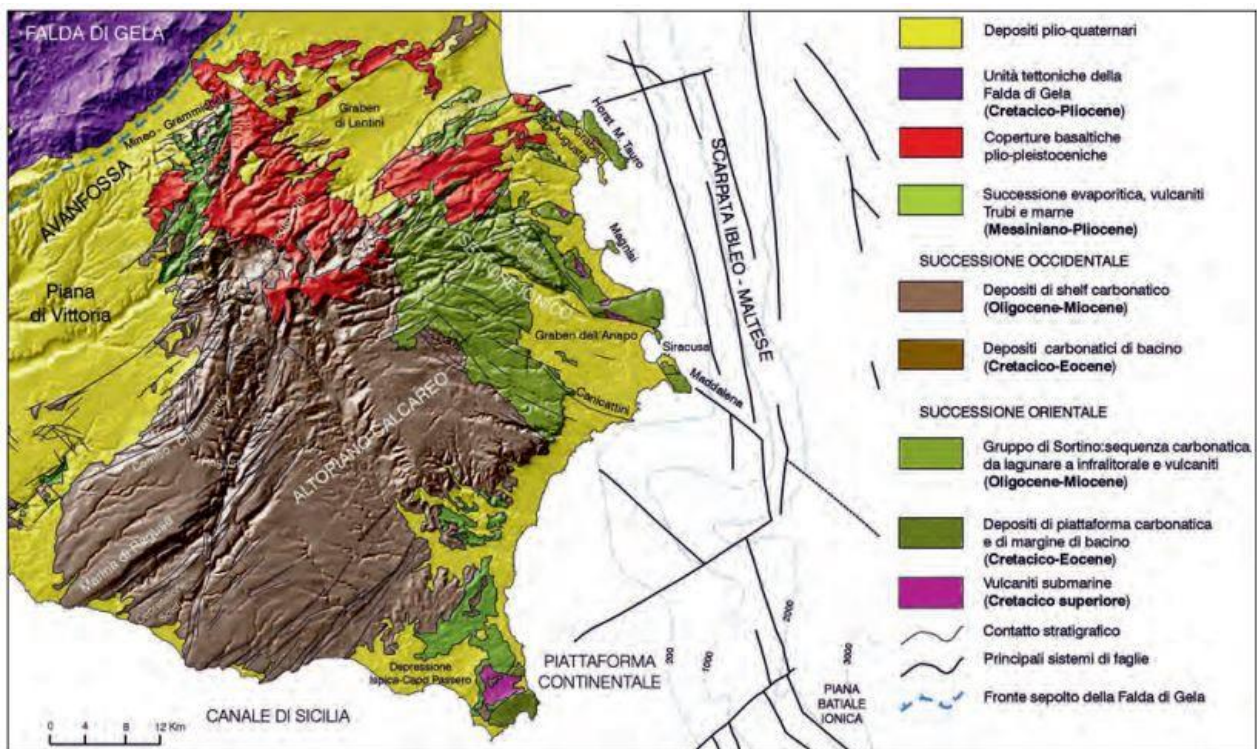 FALDA DI GELA
Mineo - Grammichele
Graben
di Lentini
Augusta
Horst M. Tauro
AVANFOSSA
Piana
di Vittoria
Magnisi
SCARPATA IBLEO - MALTESE
Graben dell'Anapo
Siracusa
Maddalena
Canicattini
ALTOPIANO CALCAREO
Marina di Ragusa
Depressione
Ispica-Capo Passero
PIATTAFORMA
CONTINENTALE
CANALE DI SICILIA
200
1000
2000
3000
PIANA
BATIALE
IONICA
0 4 8 12 Km
Depositi plio-quaternari
Unità tettoniche della
Falda di Gela
(Cretacico-Pliocene)
Coperture basaltiche
plio-pleistoceniche
Successione evaporitica, vulcaniti
Trubi e marne
(Messiniano-Pliocene)
SUCCESSIONE OCCIDENTALE
Depositi di shelf carbonatico
(Oligocene-Miocene)
Depositi carbonatici di bacino
(Cretacico-Eocene)
SUCCESSIONE ORIENTALE
Gruppo di Sortino:sequenza carbonatica
da lagunare a infralitorale e vulcaniti
(Oligocene-Miocene)
Depositi di piattaforma carbonatica
e di margine di bacino
(Cretacico-Eocene)
Vulcaniti submarine
(Cretacico superiore)
Contatto stratigrafico
Principali sistemi di faglie
Fronte sepolto della Falda di Gela